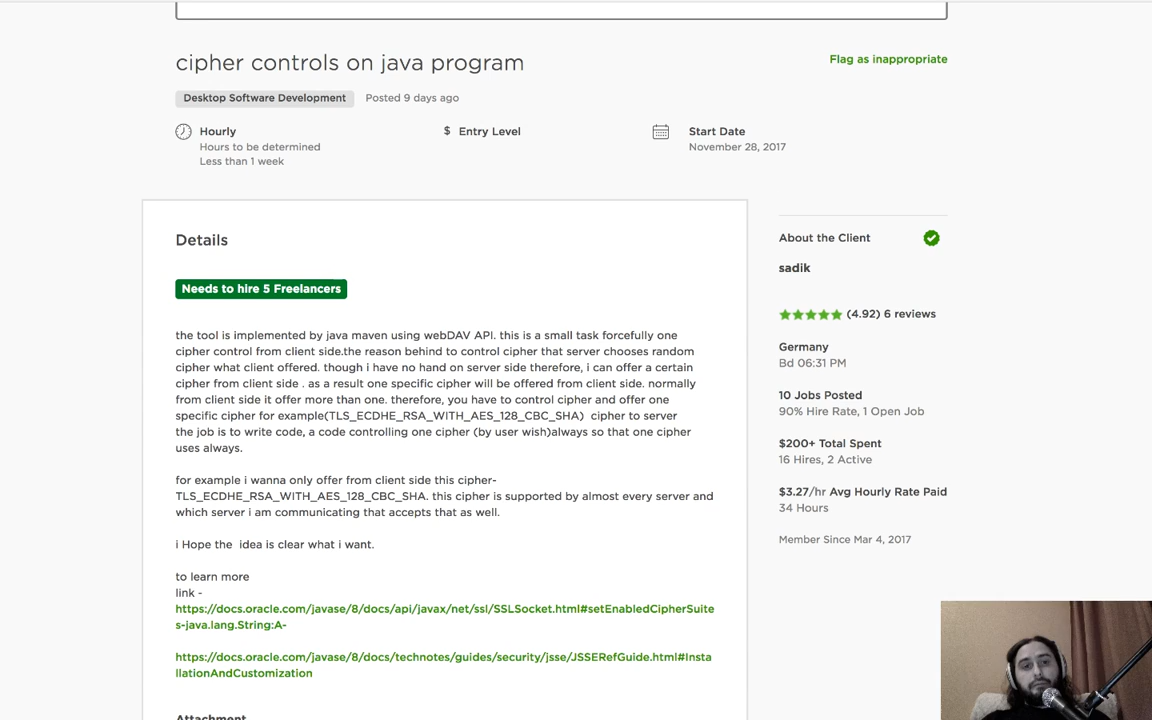 cipher controls on java program
Flag as inappropriate
Desktop Software Development
Posted 9 days ago
Hourly
Hours to be determined
Less than 1 week
$ Entry Level
Start Date
November 28, 2017
Details
Needs to hire 5 Freelancers
the tool is implemented by java maven using webDAV API. this is a small task forcefully one
cipher control from client side.the reason behind to control cipher that server chooses random
cipher what client offered. though i have no hand on server side therefore, i can offer a certain
cipher from client side . as a result one specific cipher will be offered from client side. normally
from client side it offer more than one. therefore, you have to control cipher and offer one
specific cipher for example(TLS_ECDHE_RSA_WITH_AES_128_CBC_SHA)  cipher to server
the job is to write code, a code controlling one cipher (by user wish)always so that one cipher
uses always.
for example i wanna only offer from client side this cipher-
TLS_ECDHE_RSA_WITH_AES_128_CBC_SHA. this cipher is supported by almost every server and
which server i am communicating that accepts that as well.
i Hope the  idea is clear what i want.
to learn more
link -
https://docs.oracle.com/javase/8/docs/api/javax/net/ssl/SSLSocket.html#setEnabledCipherSuite
s-java.lang.String:A-
https://docs.oracle.com/javase/8/docs/technotes/guides/security/jsse/JSSERefGuide.html#Insta
llationAndCustomization
Attachment
About the Client
sadik
(4.92) 6 reviews
Germany
Bd 06:31 PM
10 Jobs Posted
90% Hire Rate, 1 Open Job
$200+ Total Spent
16 Hires, 2 Active
$3.27/hr Avg Hourly Rate Paid
34 Hours
Member Since Mar 4, 2017